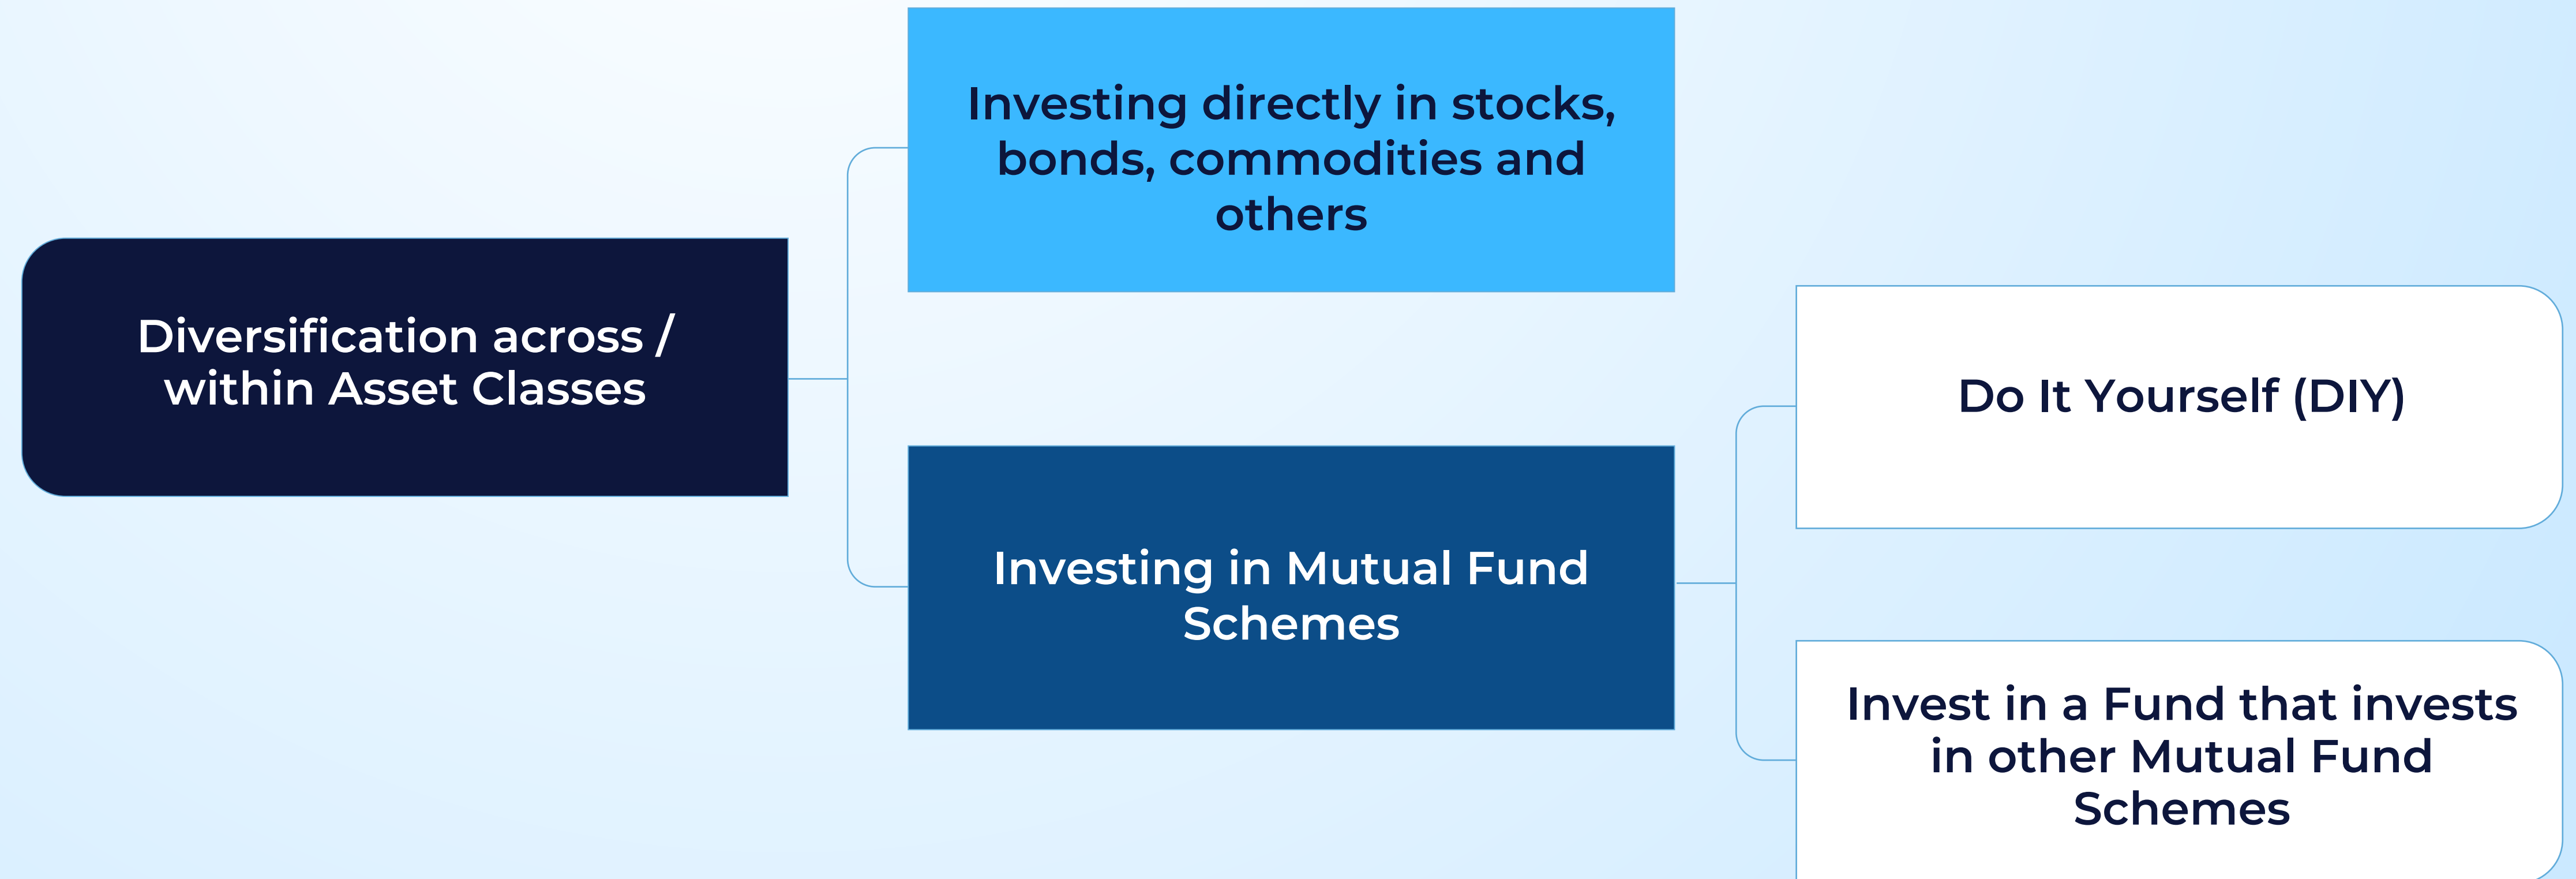 Diversification across /
within Asset Classes
Investing directly in stocks,
bonds, commodities and
others
Investing in Mutual Fund
Schemes
Do It Yourself (DIY)
Invest in a Fund that invests
in other Mutual Fund
Schemes